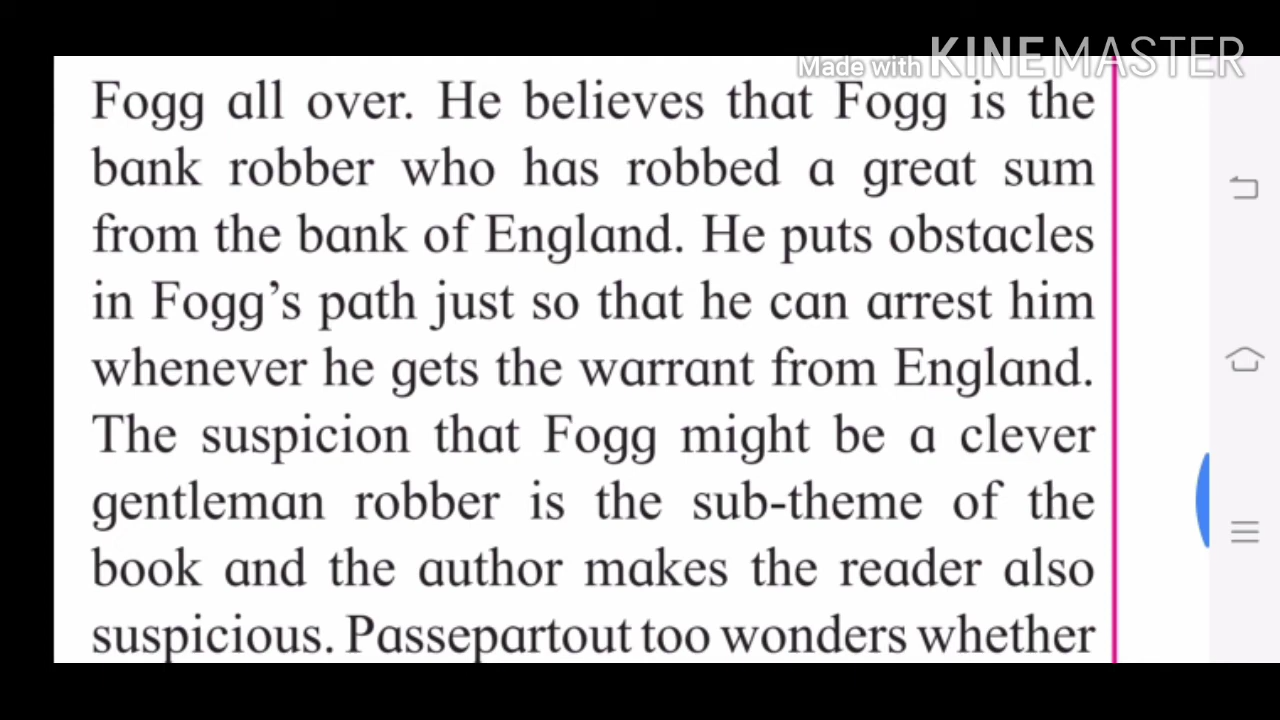 Made with KINEMASTER
Fogg all over. He believes that Fogg is the
bank robber who has robbed a great sum
from the bank of England. He puts obstacles
in Fogg’s path just so that he can arrest him
whenever he gets the warrant from England.
The suspicion that Fogg might be a clever
gentleman robber is the sub-theme of the
book and the author makes the reader also
suspicious. Passepartout too wonders whether